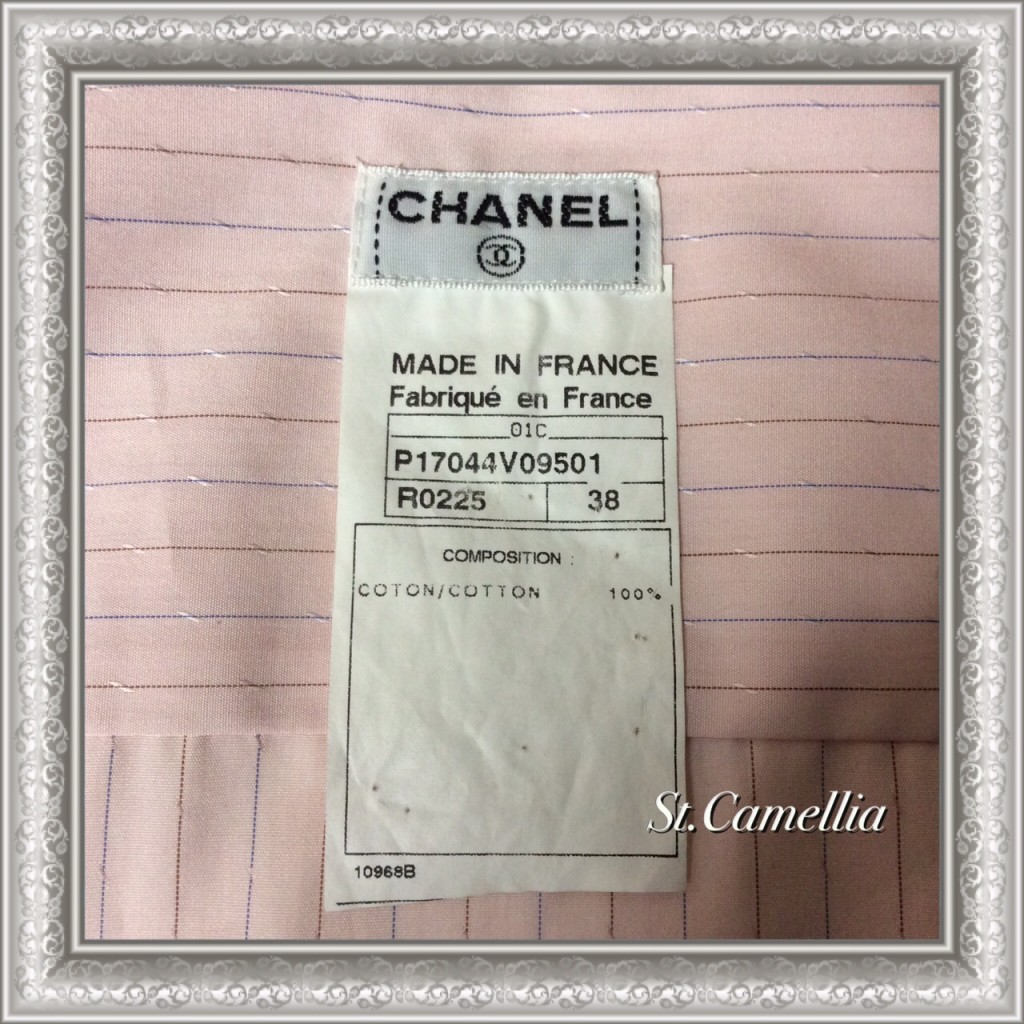 CHANEL
MADE IN FRANCE
Fabriqué en France
01C
P17044V09501
R0225 38
COMPOSITION :
COTON/COTTON 100%
10968B
St.Camellia